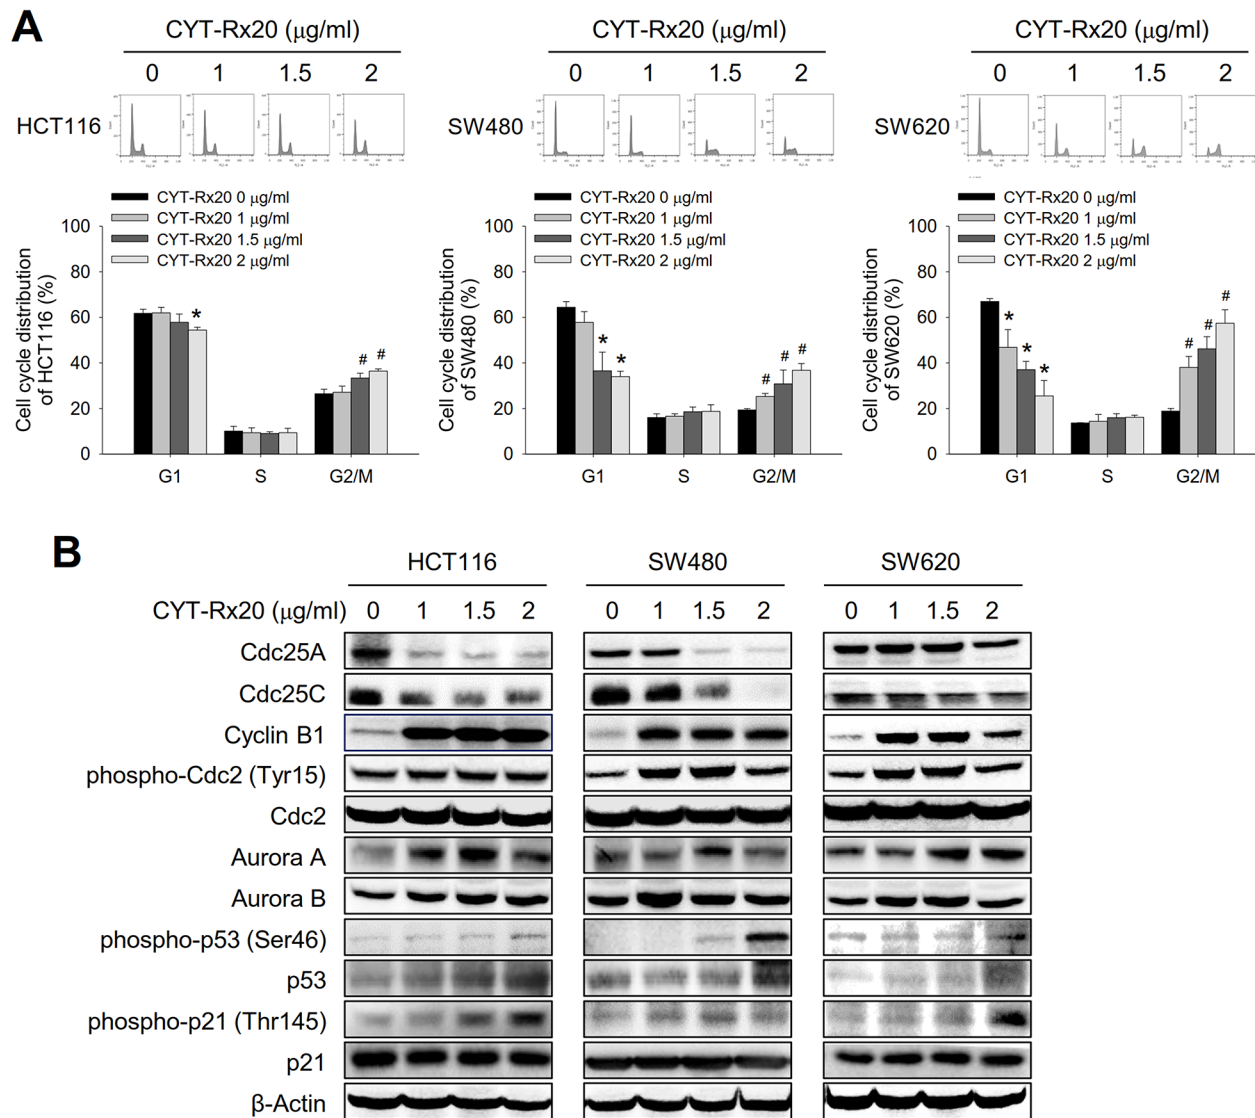 A
CYT-Rx20 (μg/ml)
0 1 1.5 2
HCT116
CYT-Rx20 0 μg/ml
CYT-Rx20 1 μg/ml
CYT-Rx20 1.5 μg/ml
CYT-Rx20 2 μg/ml
Cell cycle distribution
of HCT116 (%)
100
80
60
40
20
0
*
# #
G1 S G2/M
CYT-Rx20 (μg/ml)
0 1 1.5 2
SW480
CYT-Rx20 0 μg/ml
CYT-Rx20 1 μg/ml
CYT-Rx20 1.5 μg/ml
CYT-Rx20 2 μg/ml
Cell cycle distribution
of SW480 (%)
100
80
60
40
20
0
* *
# # #
G1 S G2/M
CYT-Rx20 (μg/ml)
0 1 1.5 2
SW620
CYT-Rx20 0 μg/ml
CYT-Rx20 1 μg/ml
CYT-Rx20 1.5 μg/ml
CYT-Rx20 2 μg/ml
Cell cycle distribution
of SW620 (%)
100
80
60
40
20
0
* * *
# # #
G1 S G2/M
B
HCT116 SW480 SW620
CYT-Rx20 (μg/ml) 0 1 1.5 2 0 1 1.5 2 0 1 1.5 2
Cdc25A
Cdc25C
Cyclin B1
phospho-Cdc2 (Tyr15)
Cdc2
Aurora A
Aurora B
phospho-p53 (Ser46)
p53
phospho-p21 (Thr145)
p21
β-Actin